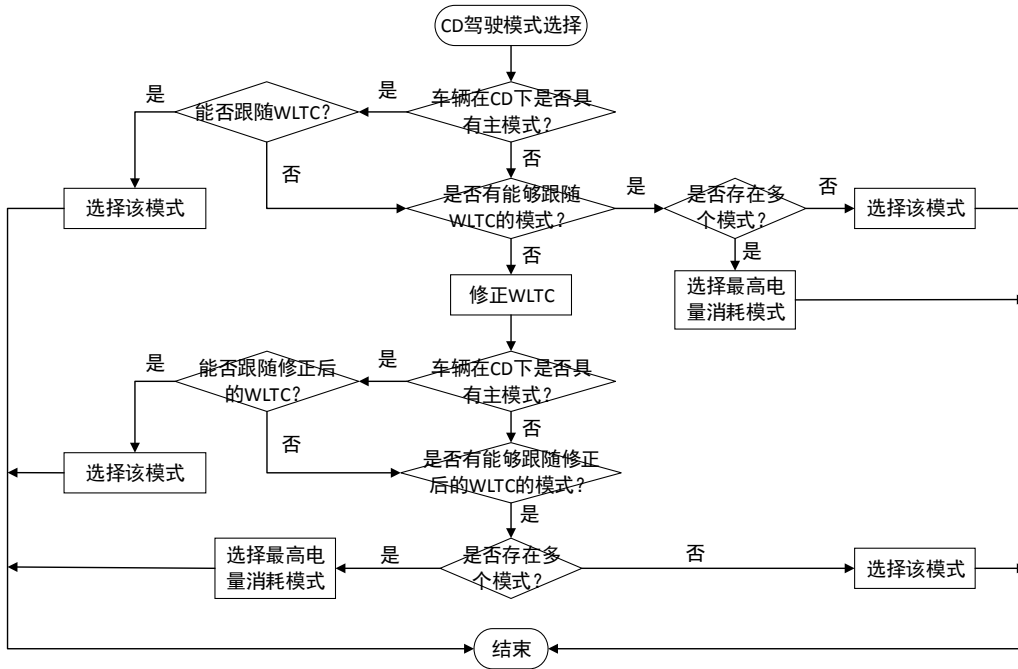 CD驾驶模式选择
是
是
能否跟随WLTC?
车辆在CD下是否具
有主模式?
否
否
是
否
选择该模式
是否有能够跟随
WLTC的模式?
是否存在多
个模式?
选择该模式
否
是
修正WLTC
选择最高电
量消耗模式
是
是
能否跟随修正后
的WLTC?
车辆在CD下是否具
有主模式?
否
否
选择该模式
是否有能够跟随修正
后的WLTC的模式?
是
选择最高电
量消耗模式
是
是否存在多
个模式?
否
选择该模式
结束